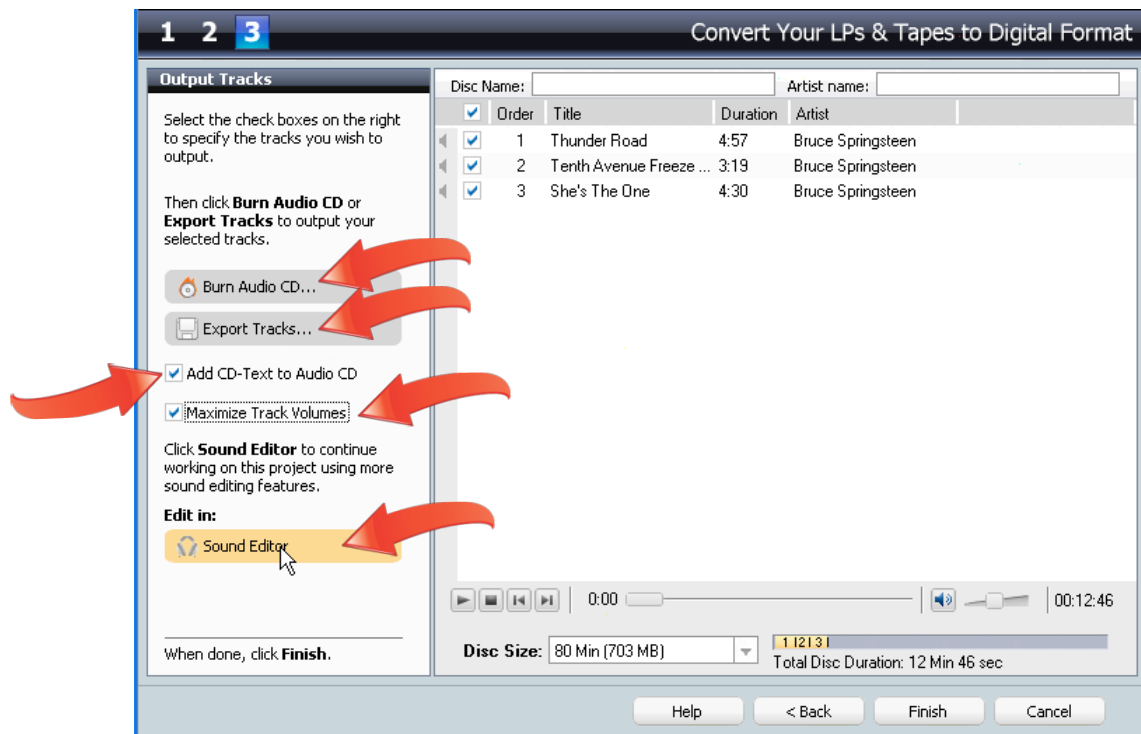 1 2 3
Convert Your LPs & Tapes to Digital Format
Output Tracks
Select the check boxes on the right
to specify the tracks you wish to
output.
Then click Burn Audio CD or
Export Tracks to output your
selected tracks.
Burn Audio CD...
Export Tracks...
Add CD-Text to Audio CD
Maximize Track Volumes
Click Sound Editor to continue
working on this project using more
sound editing features.
Edit in:
Sound Editor
When done, click Finish.
Disc Name: Artist name:
Order Title Duration Artist
1 Thunder Road 4:57 Bruce Springsteen
2 Tenth Avenue Freeze ... 3:19 Bruce Springsteen
3 She's The One 4:30 Bruce Springsteen
0:00 00:12:46
Disc Size: 80 Min (703 MB) 1 |2| 3|
Total Disc Duration: 12 Min 46 sec
Help < Back Finish Cancel